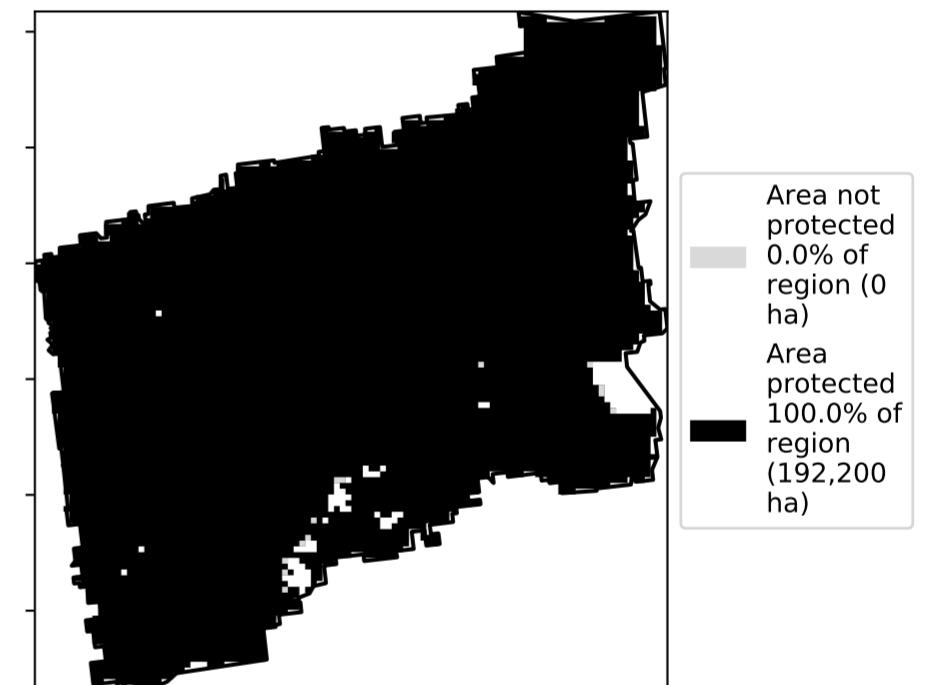 Area not
protected
0.0% of
region (0
ha)
Area
protected
100.0% of
region
(192,200
ha)